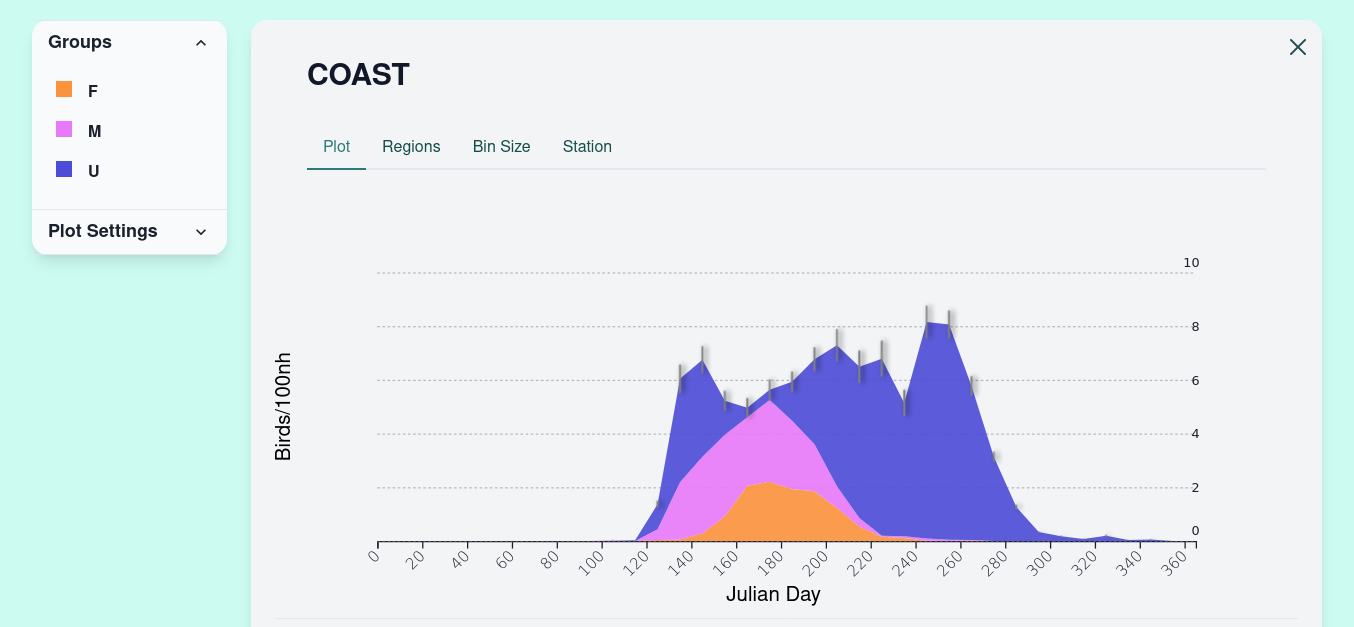 Groups
F
M
U
Plot Settings
COAST
Plot Regions Bin Size Station
10
8
6
4
2
0
Birds/100nh
0 20 40 60 80 100 120 140 160 180 200 220 240 260 280 300 320 340 360
Julian Day